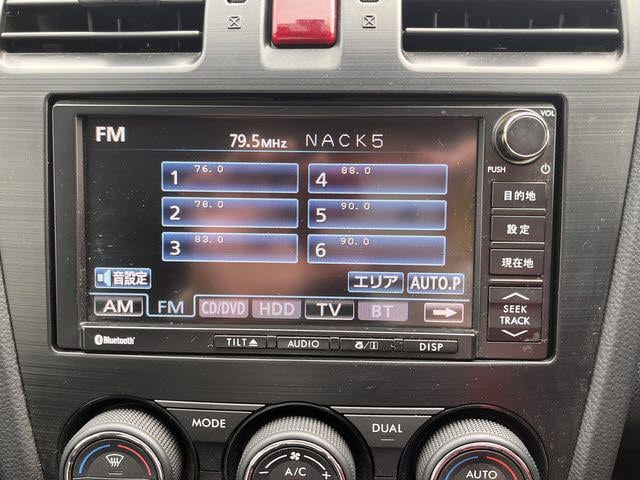 FM 79.5MHz NACK5
VOL
PUSH
1 76.0
4 88.0
2 78.0
5 90.0
3 83.0
6 90.0
目的地
設定
現在地
音設定
エリア AUTO.P
AM FM CD/DVD HDD TV BT
SEEK
TRACK
Bluetooth
TILT AUDIO DISP
MODE
DUAL
A/C
AUTO